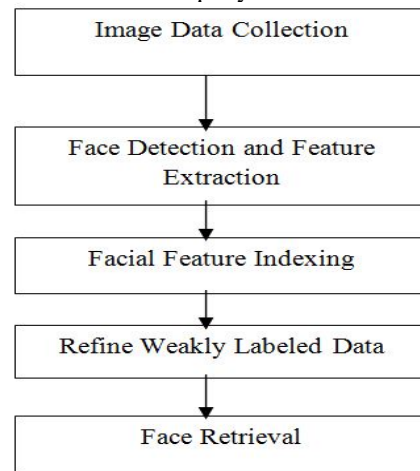 Image Data Collection
Face Detection and Feature
Extraction
Facial Feature Indexing
Refine Weakly Labeled Data
Face Retrieval